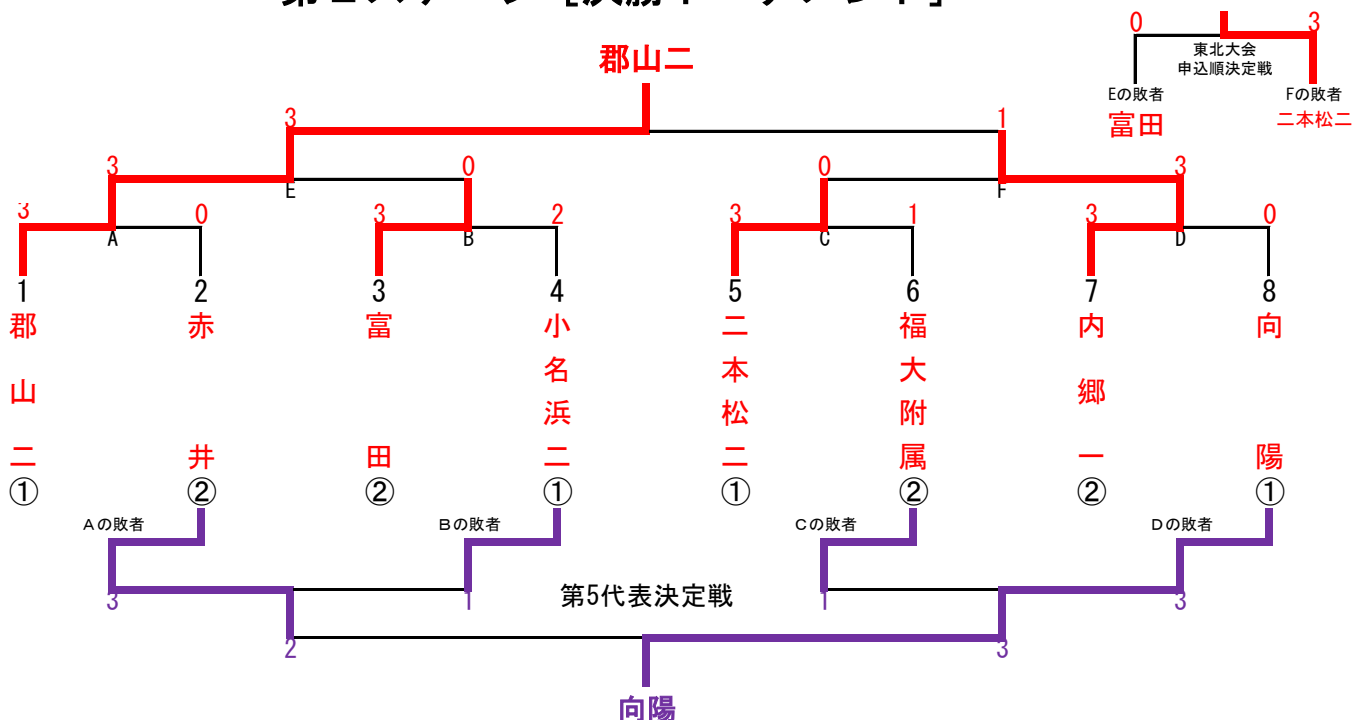 郡山二
0 3
東北大会
申込順決定戦
Eの敗者 Fの敗者
富田 二本松二
3 1
3 0 0 3
E F
3 0 3 2 3 1 3 0
A B C D
1 2 3 4 5 6 7 8
郡山二①
赤井②
富田②
小名浜二①
二本松二①
福大附属②
内郷一②
向陽①
Aの敗者 Bの敗者 Cの敗者 Dの敗者
3 1 第5代表決定戦 1 3
2 3
向陽